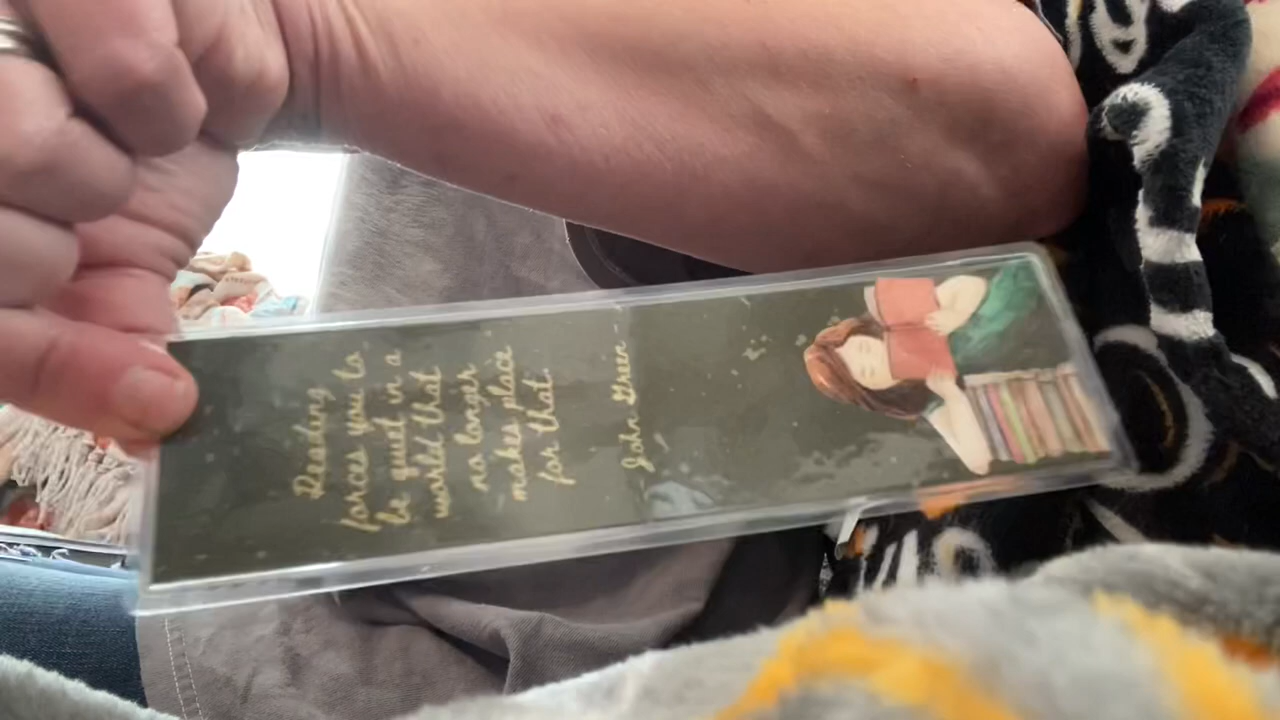 Reading
forces you to
be quiet in a
world that
no longer
makes place
for that.
John Green